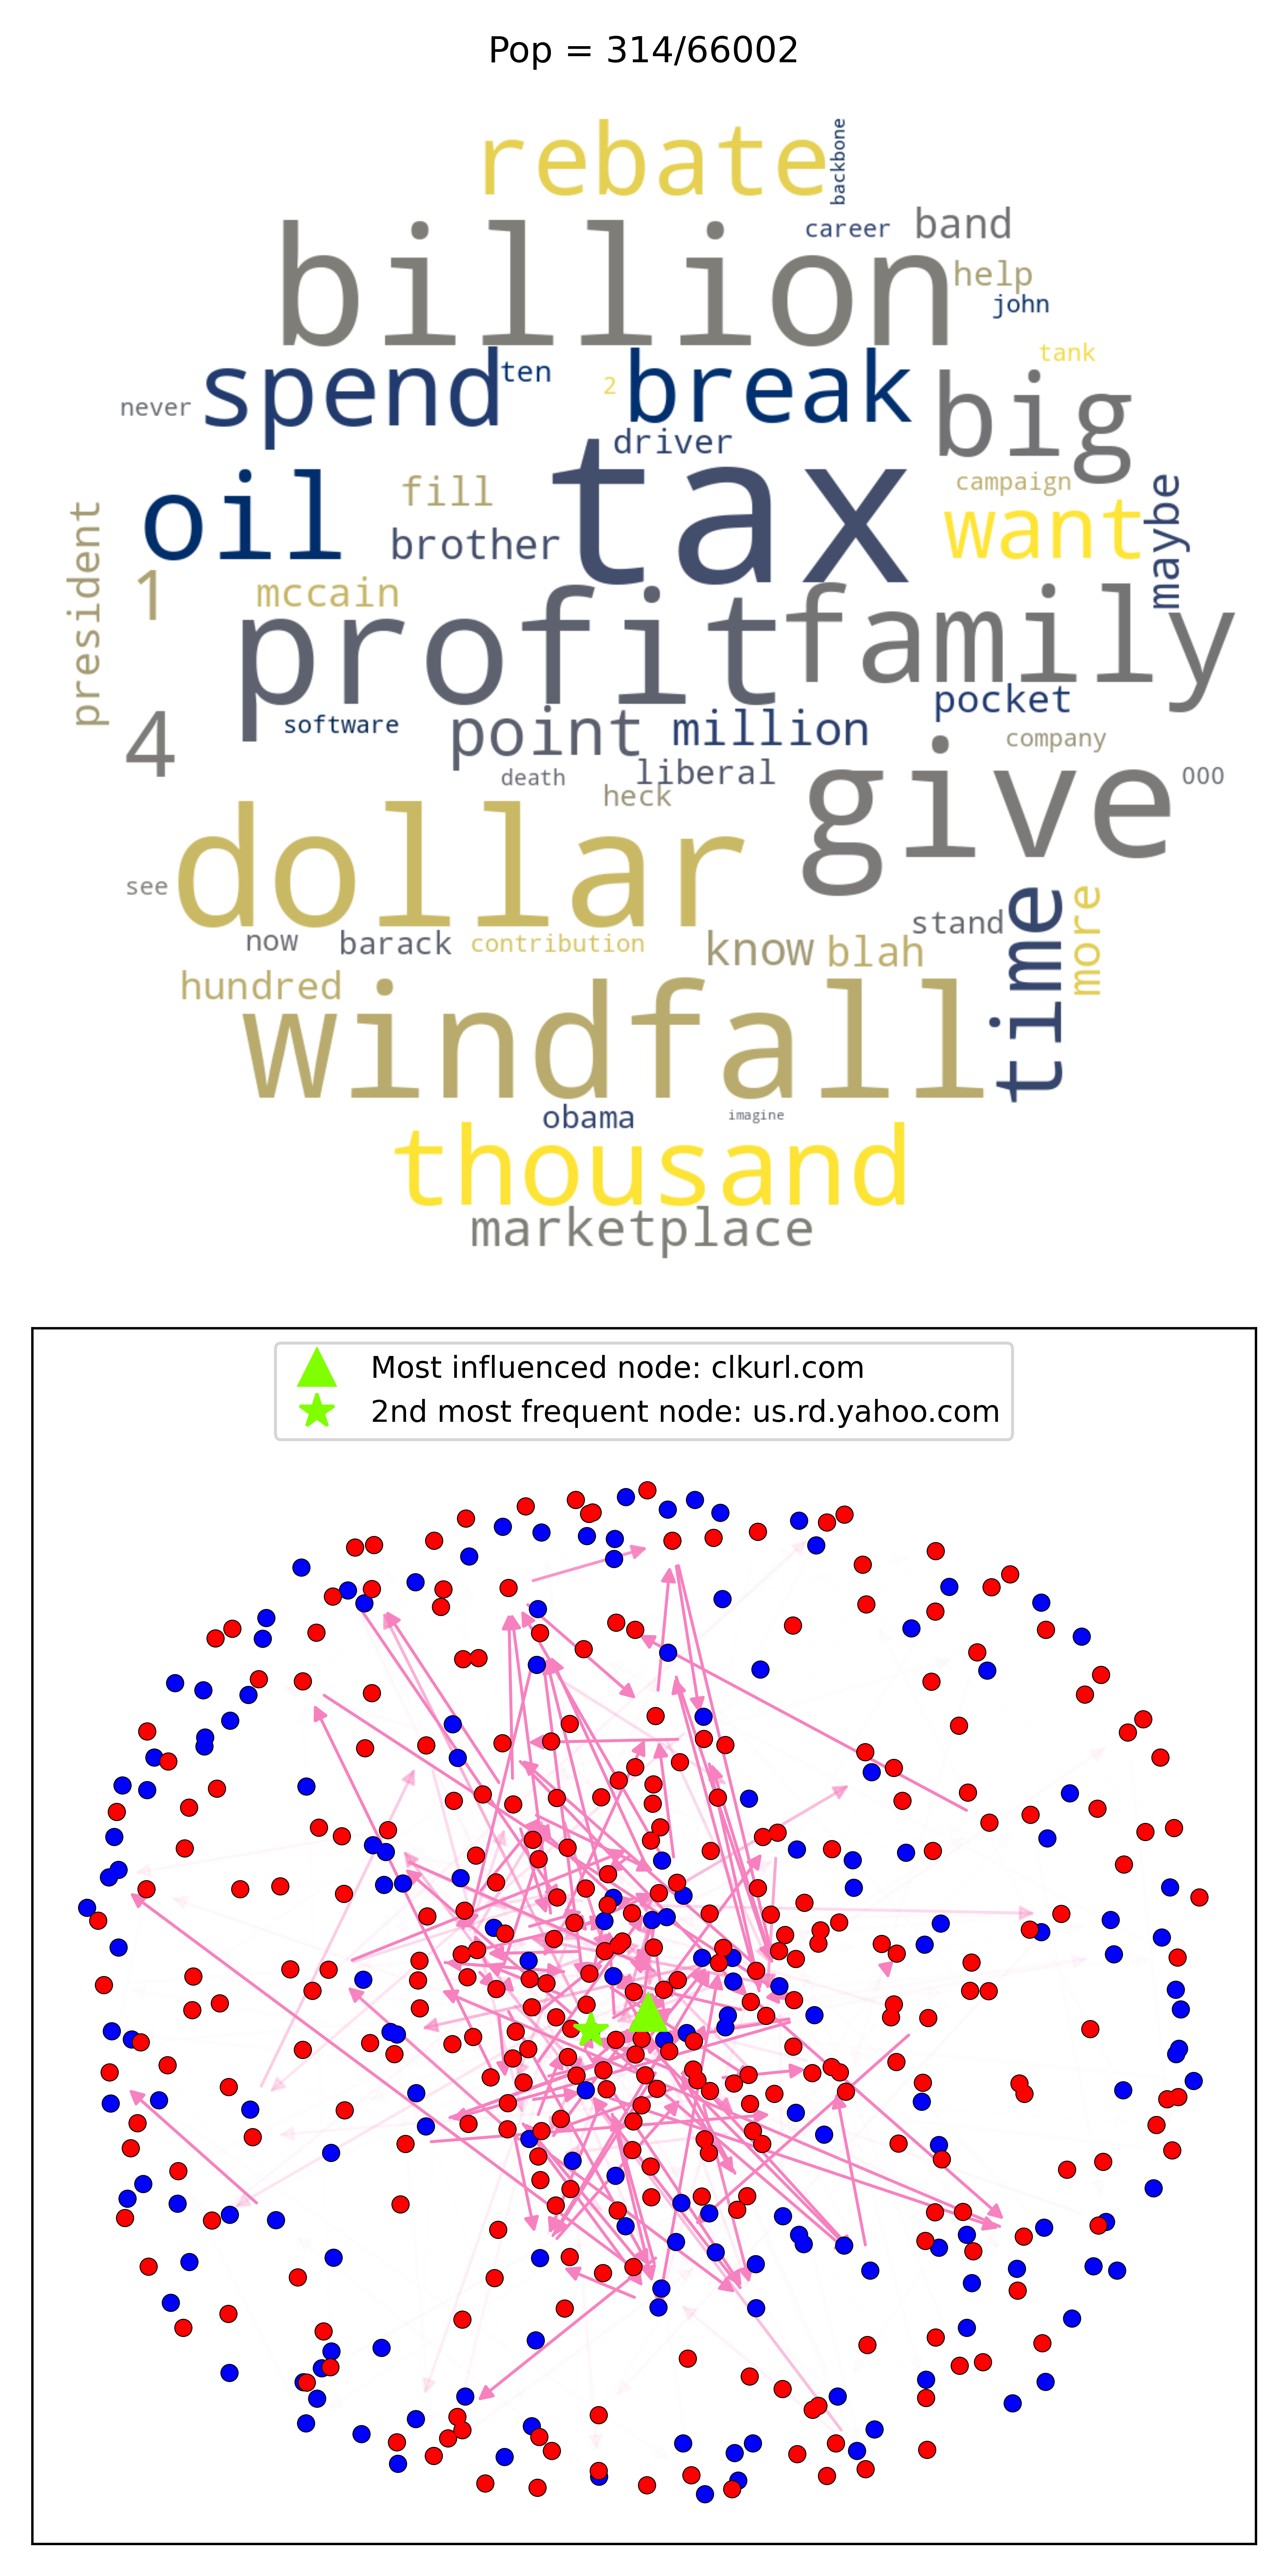 Pop = 314/66002
rebate
backbone
billion
career
band
help
john
tank
spend
ten
2
break
big
never
driver
oil
fill
tax
campaign
want
maybe
brother
president
1
mccain
profit
family
pocket
software
point
million
company
4
death
liberal
000
heck
give
dollar
see
time
more
stand
now
barack
contribution
know
blah
hundred
windfall
obama
imagine
thousand
marketplace
Most influenced node: clkurl.com
2nd most frequent node: us.rd.yahoo.com